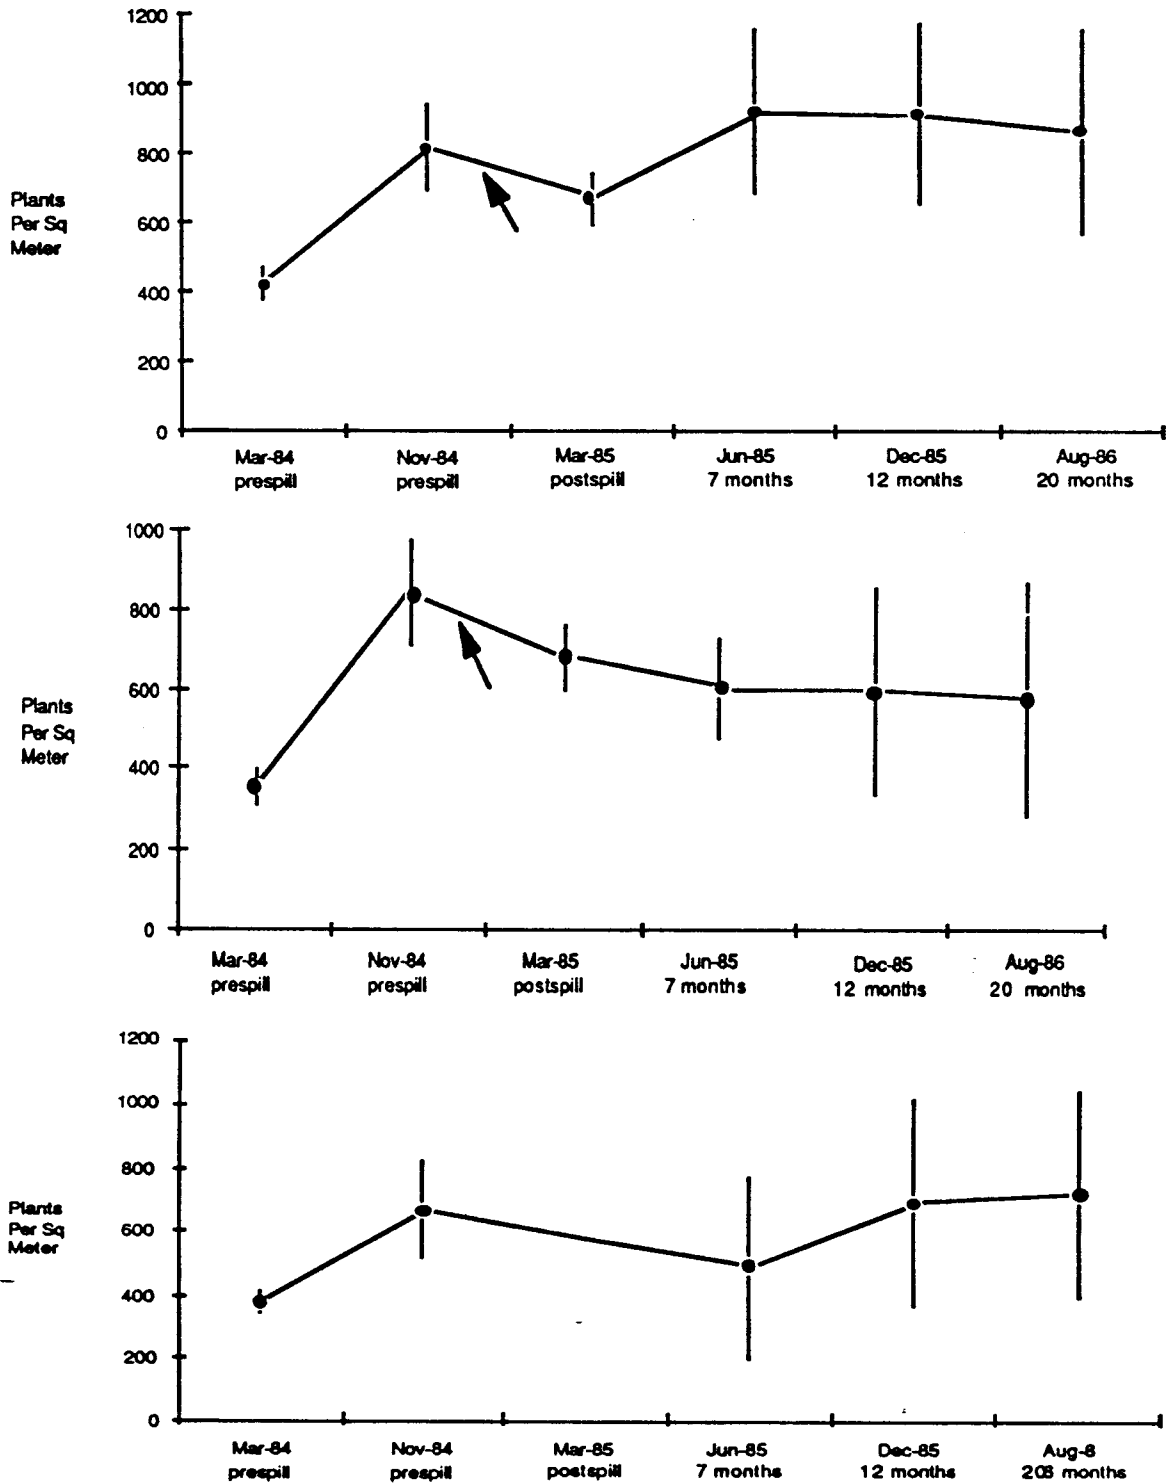 1200
1000
800
600
400
200
0
Plants
Per Sq
Meter
Mar-84 Nov-84 Mar-85 Jun-85 Dec-85 Aug-86
prespill prespill postspill 7 months 12 months 20 months
1000
800
600
400
200
0
Plants
Per Sq
Meter
Mar-84 Nov-84 Mar-85 Jun-85 Dec-85 Aug-86
prespill prespill postspill 7 months 12 months 20 months
1200
1000
800
600
400
200
0
Plants
Per Sq
Meter
Mar-84 Nov-84 Mar-85 Jun-85 Dec-85 Aug-8
prespill prespill postspill 7 months 12 months months